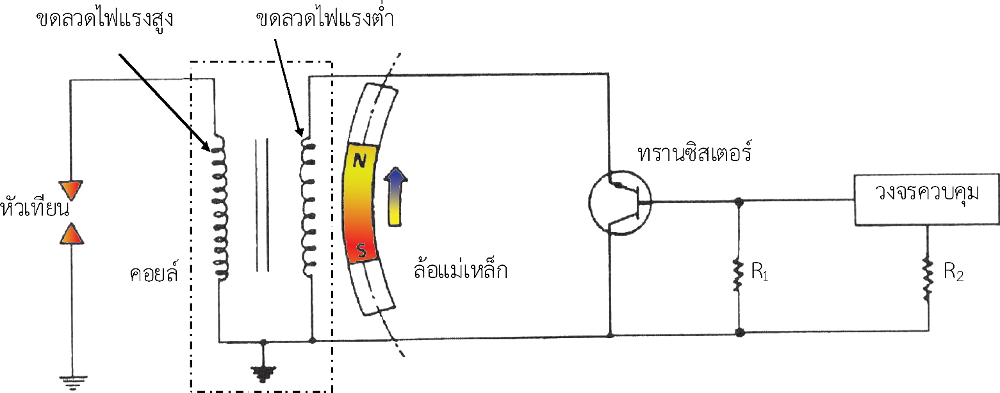 ขดลวดไฟแรงสูง
ขดลวดไฟแรงต่ำ
N
ทรานซิสเตอร์
วงจรควบคุม
หัวเทียน
S
คอยล์
ล้อแม่เหล็ก
R1
R2